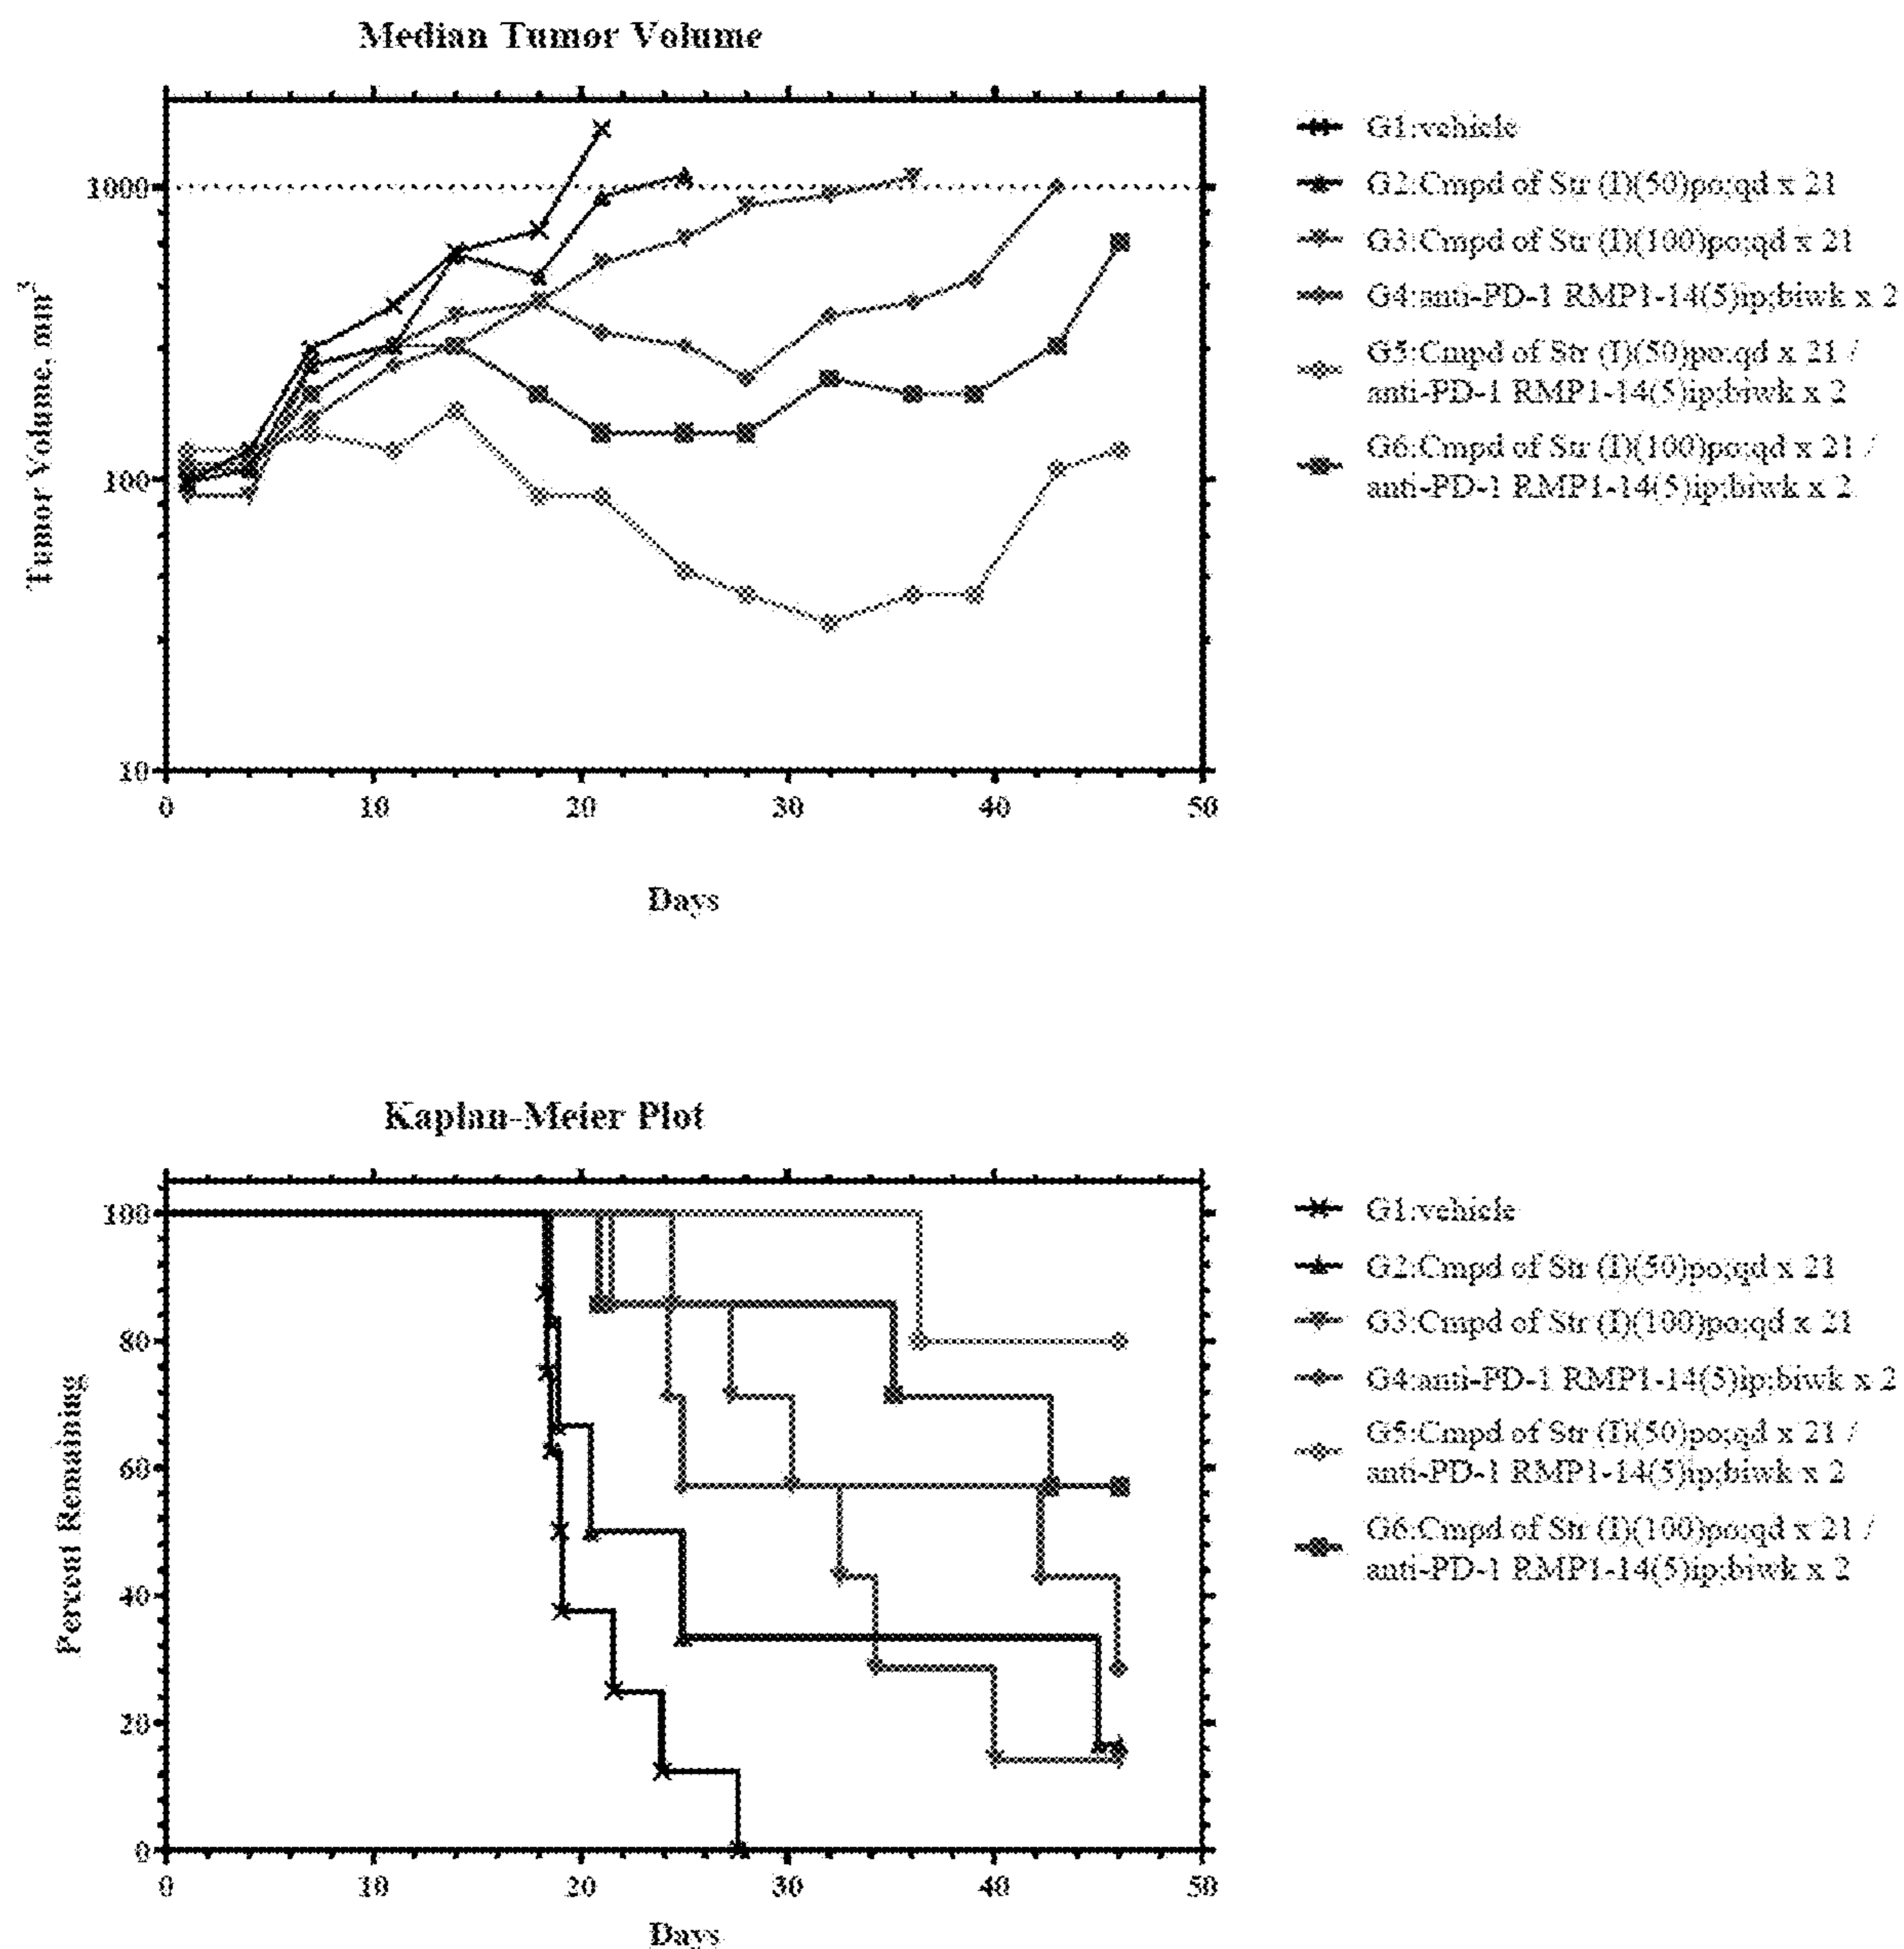 Median Tumor Volume
Tumor Volume, mm³
1000
100
10
0 10 20 30 40 50
Days
G1:vehicle
G2:Cmpd of Str (I)(50)po;qd x 21
G3:Cmpd of Str (I)(100)po;qd x 21
G4:anti-PD-1 RMP1-14(5)ip;biwk x 2
G5:Cmpd of Str (I)(50)po;qd x 21 /
anti-PD-1 RMP1-14(5)ip;biwk x 2
G6:Cmpd of Str (I)(100)po;qd x 21 /
anti-PD-1 RMP1-14(5)ip;biwk x 2
Kaplan-Meier Plot
Percent Remaining
100
80
60
40
20
0
0 10 20 30 40 50
Days
G1:vehicle
G2:Cmpd of Str (I)(50)po;qd x 21
G3:Cmpd of Str (I)(100)po;qd x 21
G4:anti-PD-1 RMP1-14(5)ip;biwk x 2
G5:Cmpd of Str (I)(50)po;qd x 21 /
anti-PD-1 RMP1-14(5)ip;biwk x 2
G6:Cmpd of Str (I)(100)po;qd x 21 /
anti-PD-1 RMP1-14(5)ip;biwk x 2